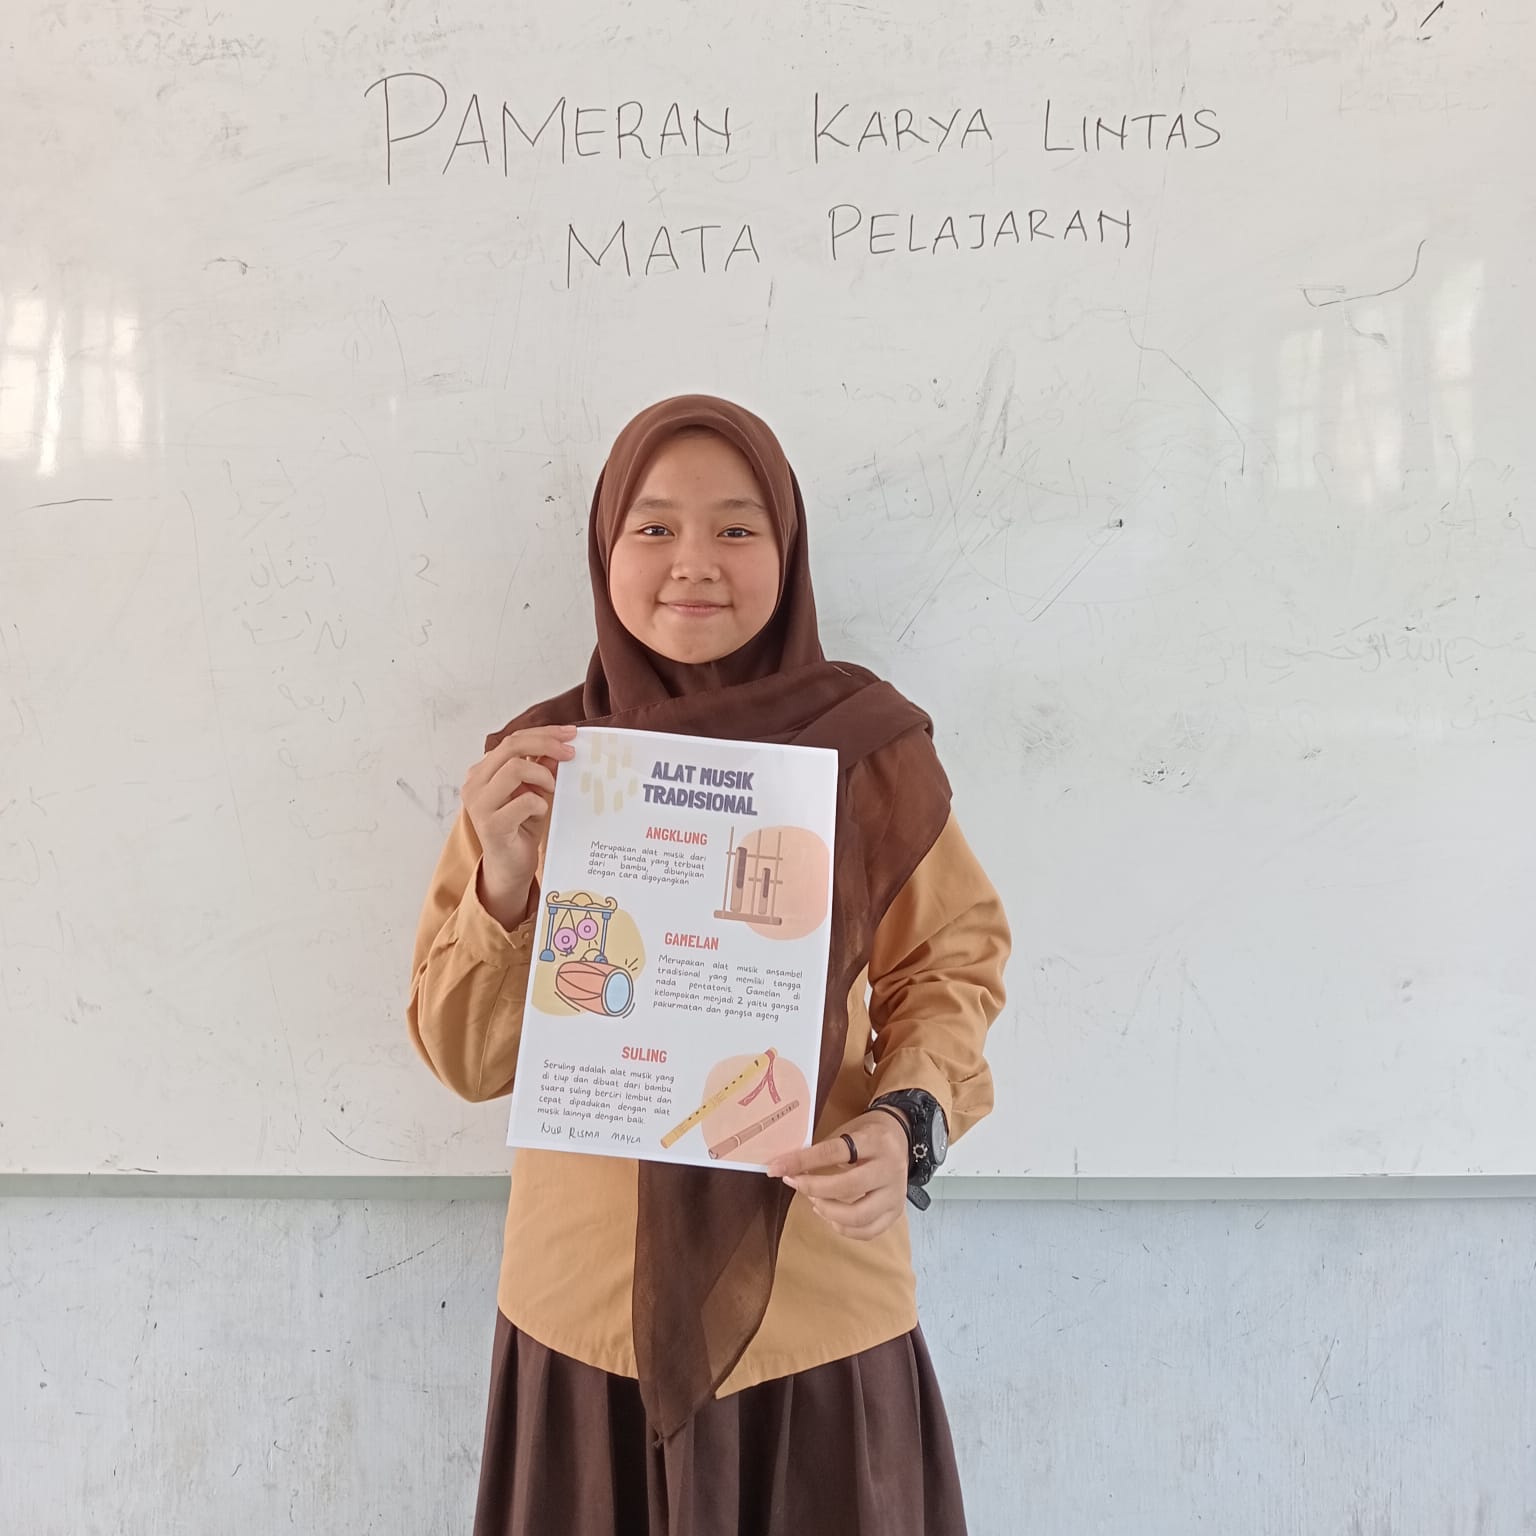 PAMERAN KARYA LINTAS
MATA PELAJARAN
ALAT MUSIK
TRADISIONAL
ANGKLUNG
Merupakan alat musik dari
daerah sunda yang terbuat
dari bambu, dibunyikan
dengan cara digoyangkan
GAMELAN
Merupakan alat musik ansambel
tradisional yang memiliki tangga
nada pentatonis. Gamelan di
kelompokan menjadi 2 yaitu gangsa
pakurmatan dan gangsa ageng
SULING
Seruling adalah alat musik yang
di tiup dan dibuat dari bambu
suara suling berciri lembut dan
cepat dipadukan dengan alat
musik lainnya dengan baik.
NUR RISMA MAYLA